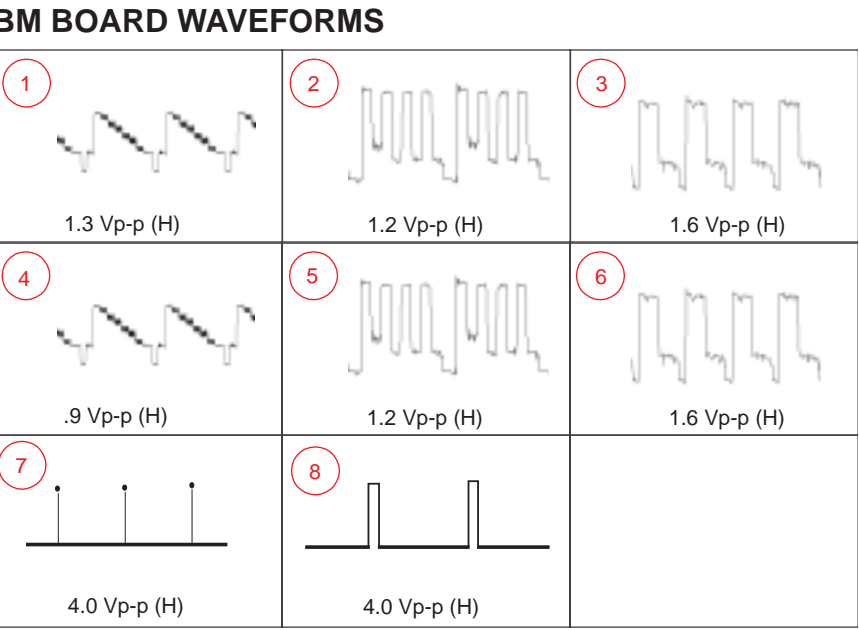 BM BOARD WAVEFORMS
1 2 3
1.3 Vp-p (H) 1.2 Vp-p (H) 1.6 Vp-p (H)
4 5 6
.9 Vp-p (H) 1.2 Vp-p (H) 1.6 Vp-p (H)
7 8
4.0 Vp-p (H) 4.0 Vp-p (H)